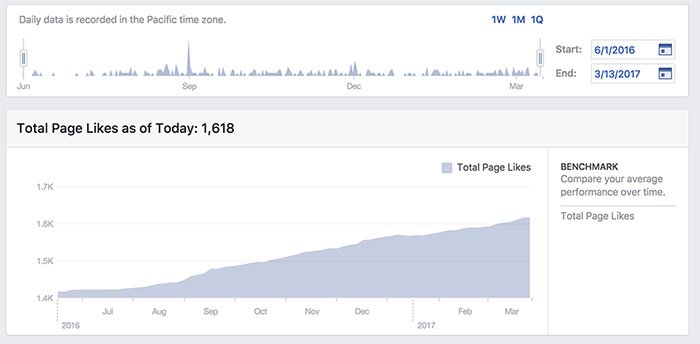 Daily data is recorded in the Pacific time zone.
1W 1M 1Q
Start: 6/1/2016
End: 3/13/2017
Jun Sep Dec Mar
Total Page Likes as of Today: 1,618
Total Page Likes
BENCHMARK
Compare your average
performance over time.
Total Page Likes
1.7K
1.6K
1.5K
1.4K
Jul Aug Sep Oct Nov Dec Feb Mar
2016 2017